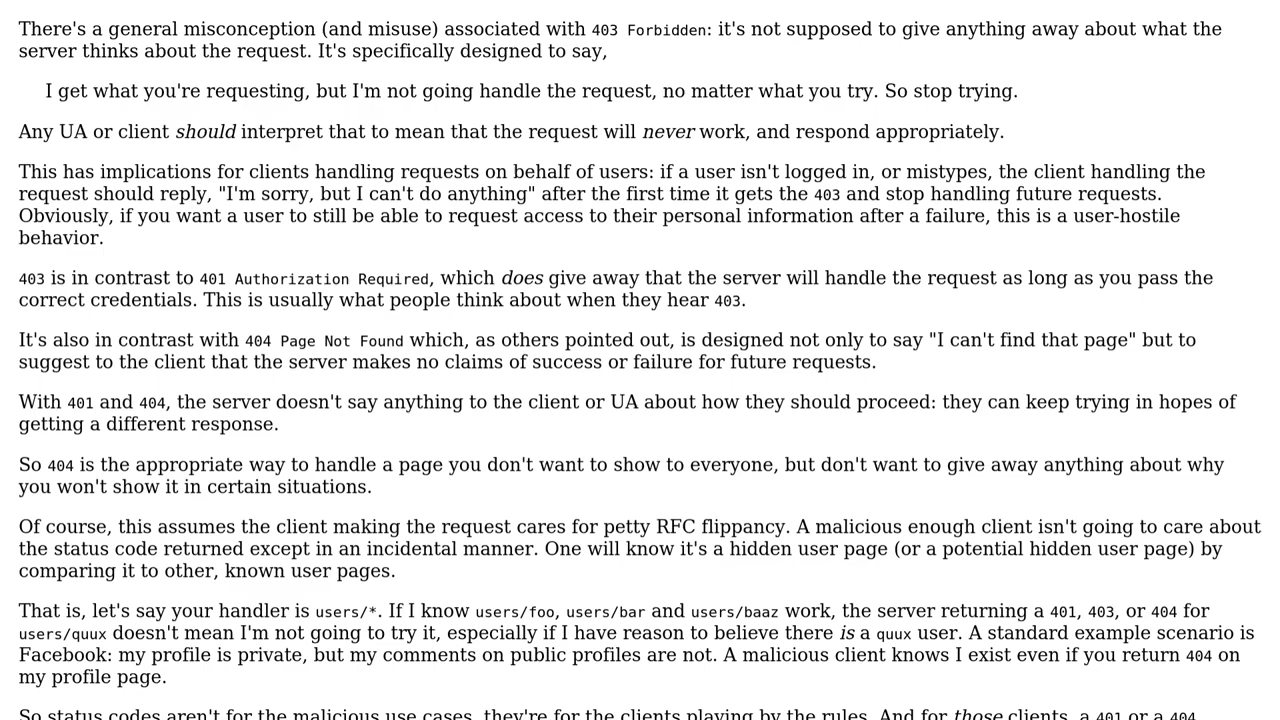 There's a general misconception (and misuse) associated with 403 Forbidden: it's not supposed to give anything away about what the
server thinks about the request. It's specifically designed to say,
I get what you're requesting, but I'm not going handle the request, no matter what you try. So stop trying.
Any UA or client should interpret that to mean that the request will never work, and respond appropriately.
This has implications for clients handling requests on behalf of users: if a user isn't logged in, or mistypes, the client handling the
request should reply, "I'm sorry, but I can't do anything" after the first time it gets the 403 and stop handling future requests.
Obviously, if you want a user to still be able to request access to their personal information after a failure, this is a user-hostile
behavior.
403 is in contrast to 401 Authorization Required, which does give away that the server will handle the request as long as you pass the
correct credentials. This is usually what people think about when they hear 403.
It's also in contrast with 404 Page Not Found which, as others pointed out, is designed not only to say "I can't find that page" but to
suggest to the client that the server makes no claims of success or failure for future requests.
With 401 and 404, the server doesn't say anything to the client or UA about how they should proceed: they can keep trying in hopes of
getting a different response.
So 404 is the appropriate way to handle a page you don't want to show to everyone, but don't want to give away anything about why
you won't show it in certain situations.
Of course, this assumes the client making the request cares for petty RFC flippancy. A malicious enough client isn't going to care about
the status code returned except in an incidental manner. One will know it's a hidden user page (or a potential hidden user page) by
comparing it to other, known user pages.
That is, let's say your handler is users/*. If I know users/foo, users/bar and users/baaz work, the server returning a 401, 403, or 404 for
users/quux doesn't mean I'm not going to try it, especially if I have reason to believe there is a quux user. A standard example scenario is
Facebook: my profile is private, but my comments on public profiles are not. A malicious client knows I exist even if you return 404 on
my profile page.
So status codes aren't for the malicious use cases, they're for the clients playing by the rules. And for those clients, a 401 or a 404